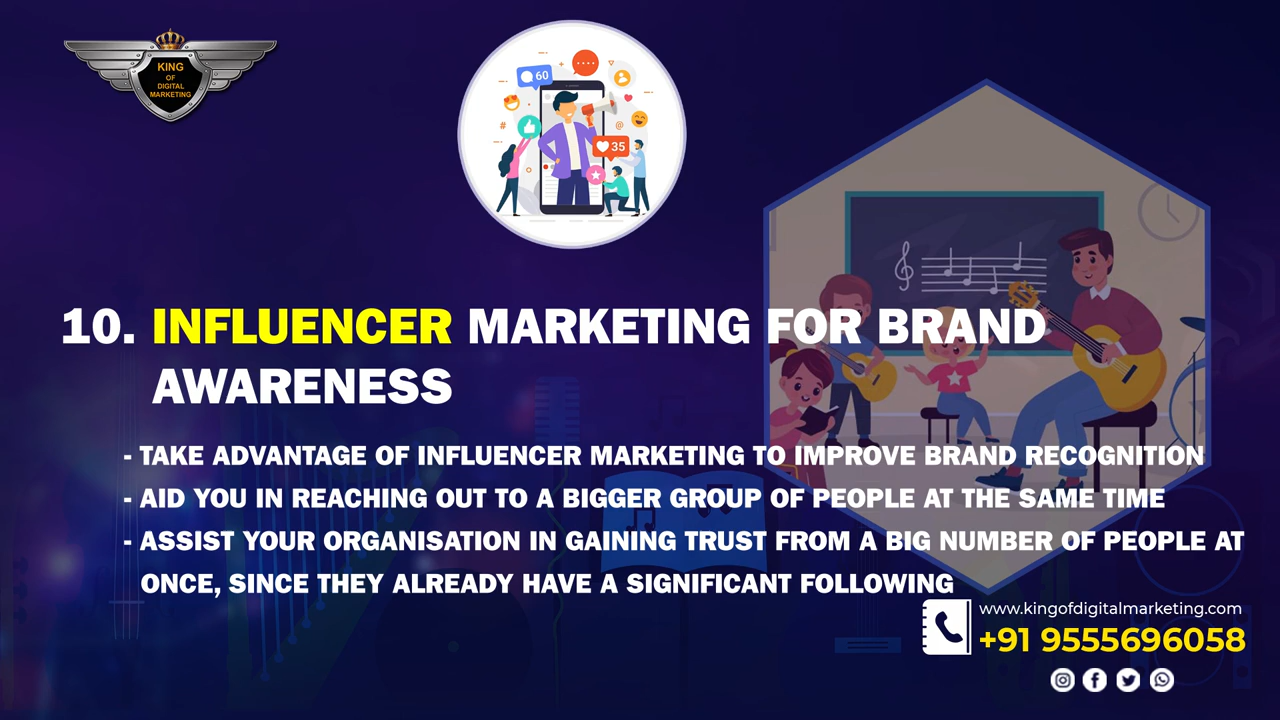 KING
OF
DIGITAL
MARKETING
60
35
#
@
10. INFLUENCER MARKETING FOR BRAND
AWARENESS
- TAKE ADVANTAGE OF INFLUENCER MARKETING TO IMPROVE BRAND RECOGNITION
- AID YOU IN REACHING OUT TO A BIGGER GROUP OF PEOPLE AT THE SAME TIME
- ASSIST YOUR ORGANISATION IN GAINING TRUST FROM A BIG NUMBER OF PEOPLE AT
ONCE, SINCE THEY ALREADY HAVE A SIGNIFICANT FOLLOWING
www.kingofdigitalmarketing.com
+91 9555696058